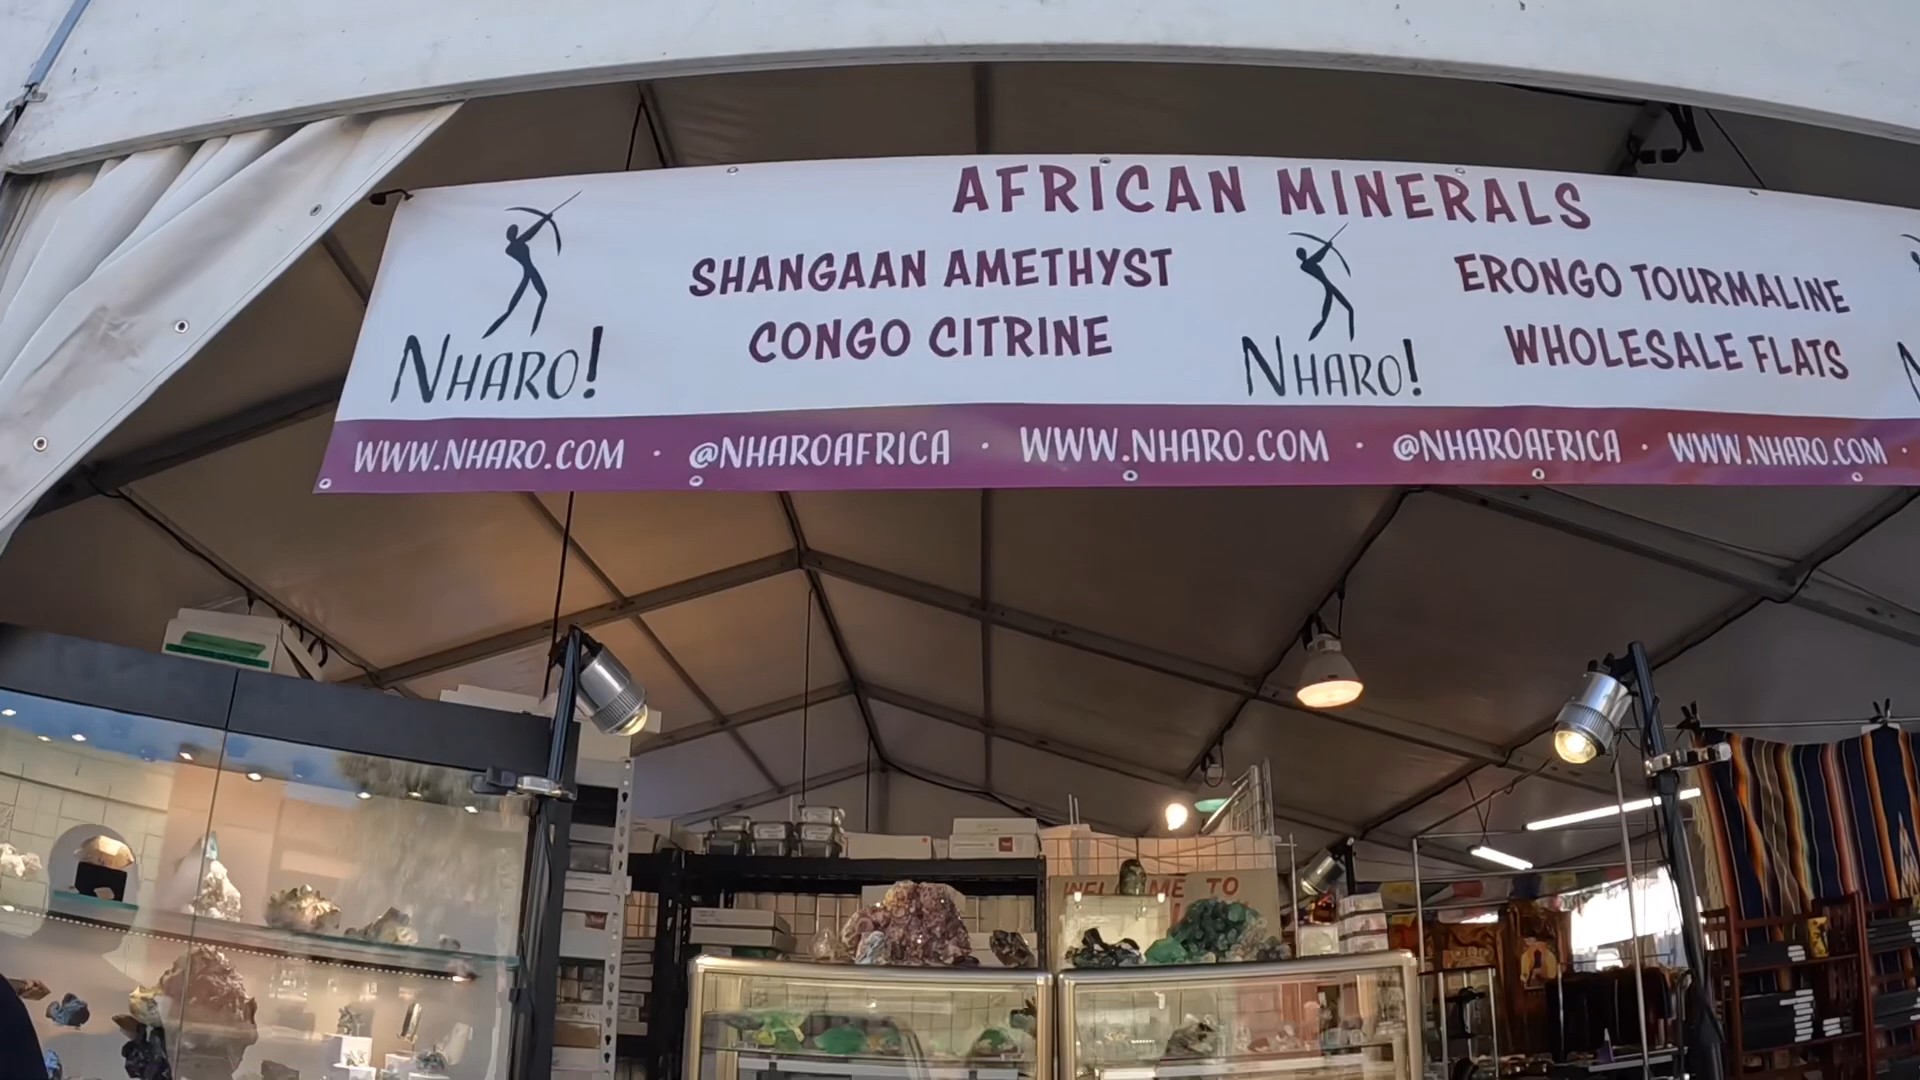 AFRICAN MINERALS
SHANGAAN AMETHYST
CONGO CITRINE
NHARO!
NHARO!
ERONGO TOURMALINE
WHOLESALE FLATS
WWW.NHARO.COM · @NHAROAFRICA · WWW.NHARO.COM · @NHAROAFRICA · WWW.NHARO.COM ·
TO